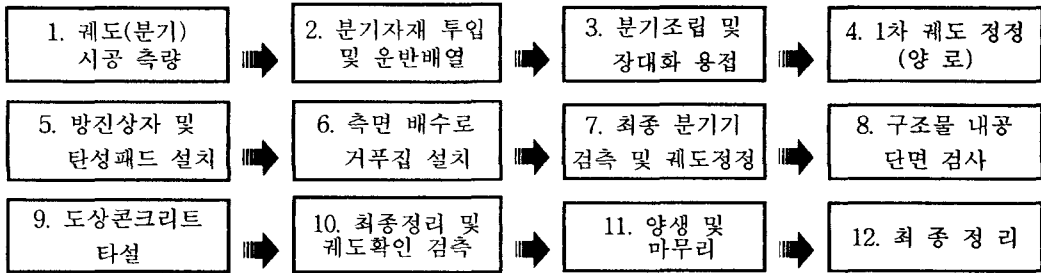 1. 궤도(분기)
시공 측량
2. 분기자재 투입
및 운반배열
3. 분기조립 및
장대화 용접
4. 1차 궤도 정정
(양 로)
5. 방진상자 및
탄성패드 설치
6. 측면 배수로
거푸집 설치
7. 최종 분기기
검측 및 궤도정정
8. 구조물 내공
단면 검사
9. 도상콘크리트
타설
10. 최종정리 및
궤도확인 검측
11. 양생 및
마무리
12. 최 종 정 리